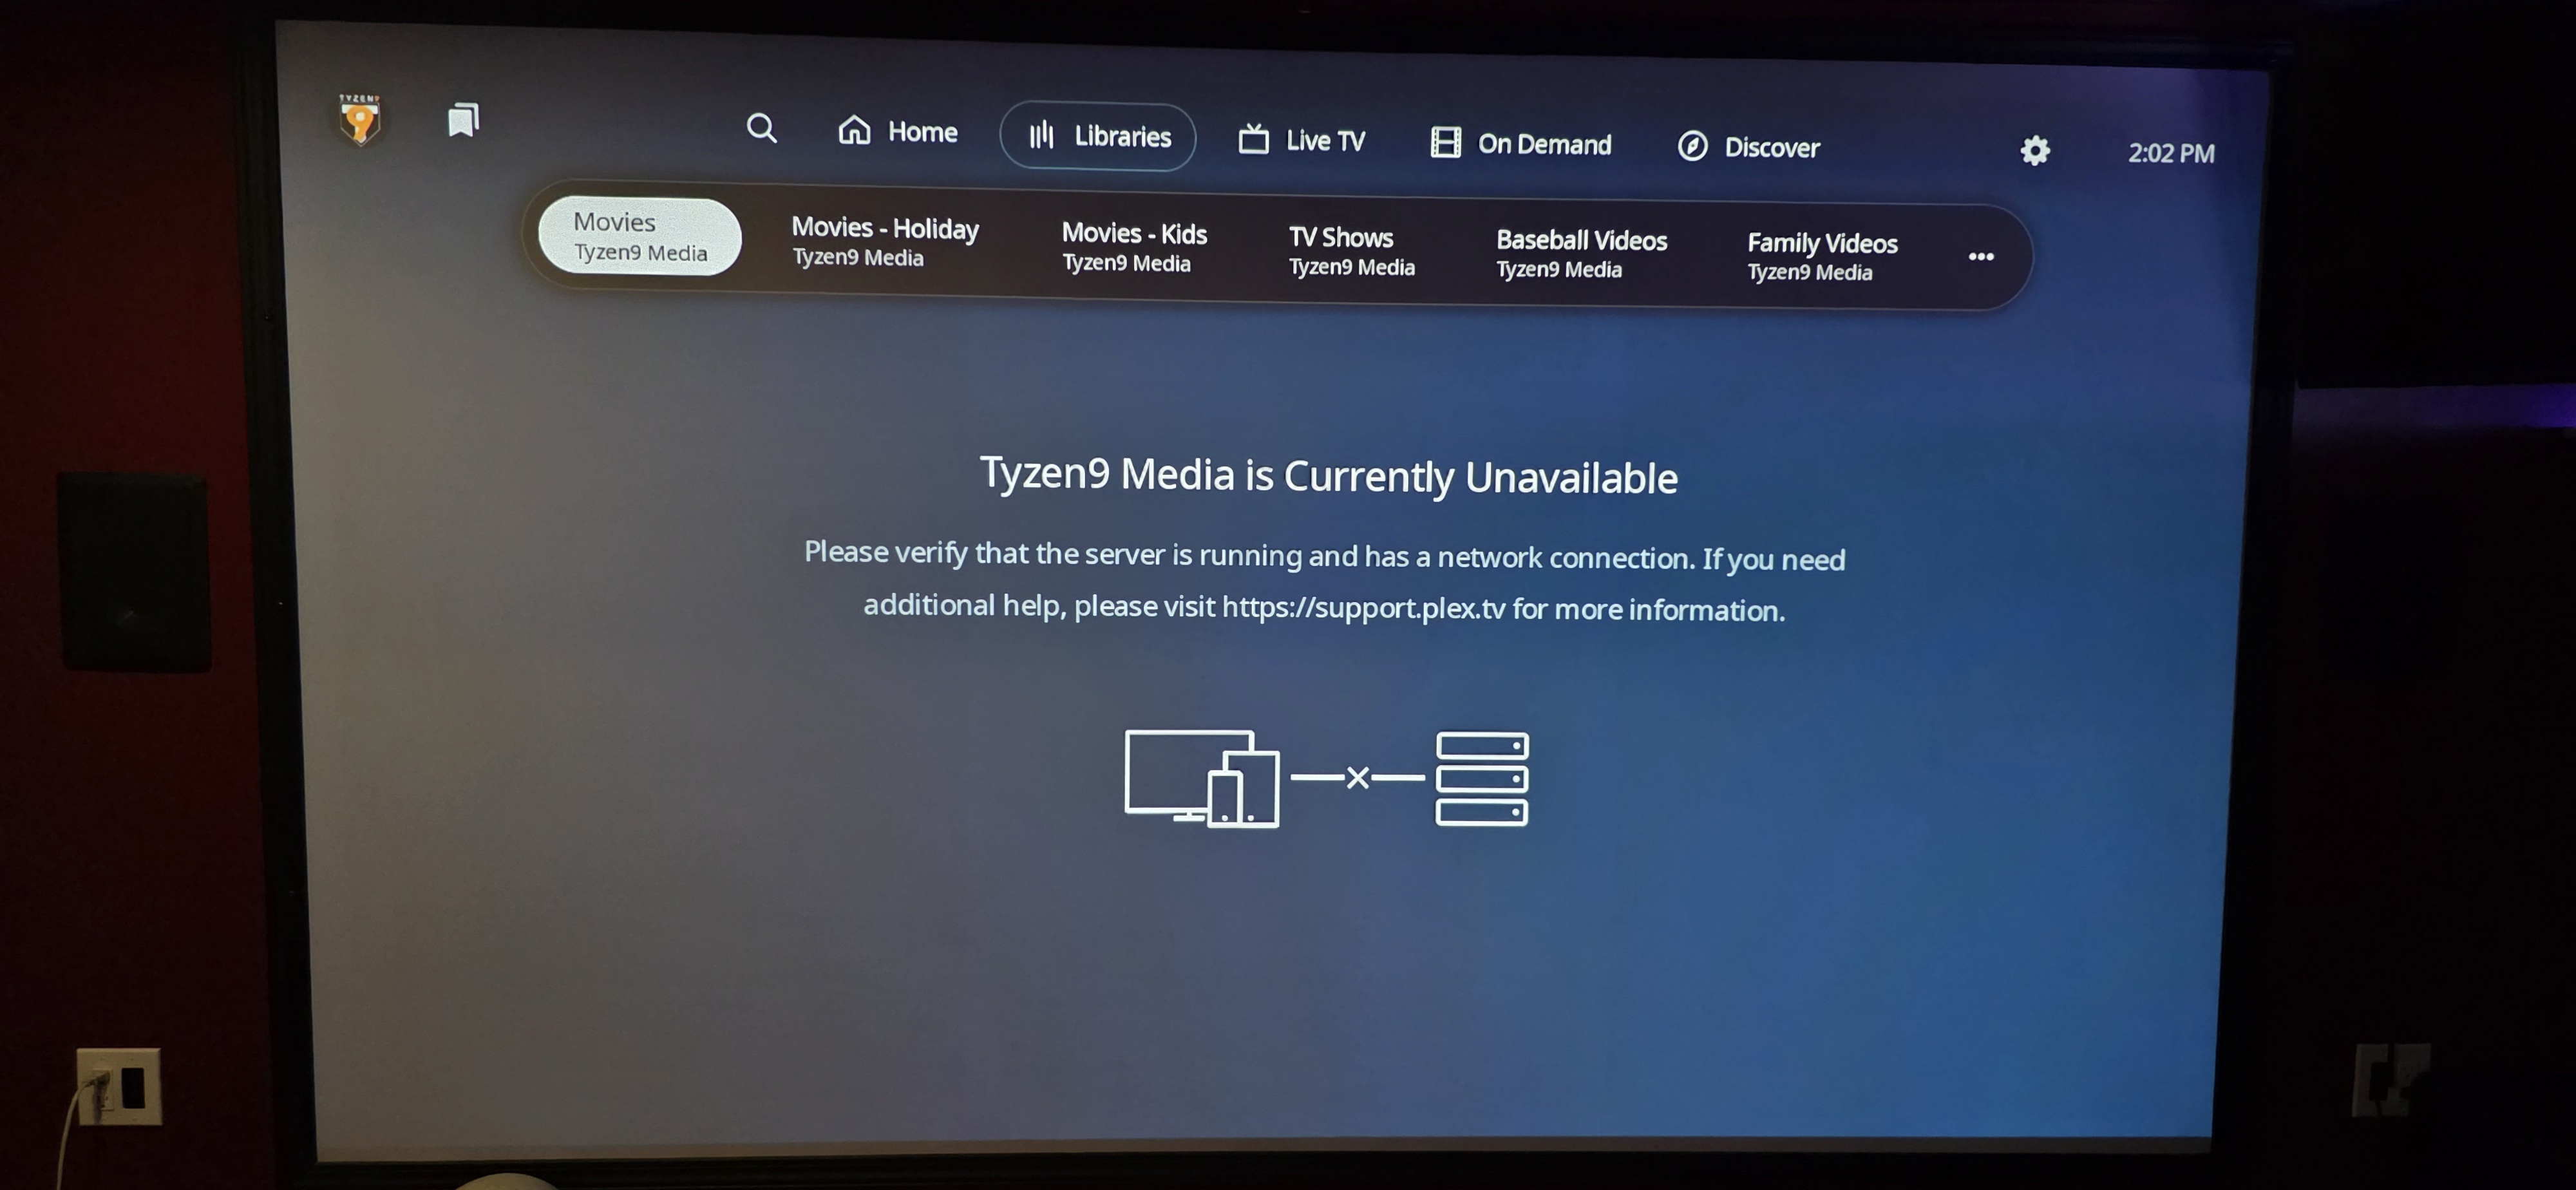 TYZEN9
9
Home
Libraries
Live TV
On Demand
Discover
2:02 PM
Movies
Tyzen9 Media
Movies - Holiday
Tyzen9 Media
Movies - Kids
Tyzen9 Media
TV Shows
Tyzen9 Media
Baseball Videos
Tyzen9 Media
Family Videos
Tyzen9 Media
Tyzen9 Media is Currently Unavailable
Please verify that the server is running and has a network connection. If you need
additional help, please visit https://support.plex.tv for more information.